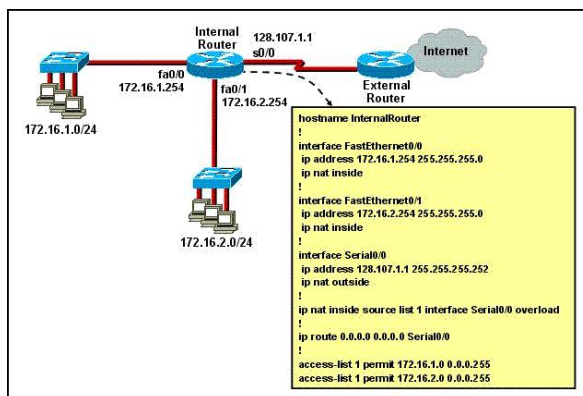 Internal
Router
128.107.1.1
s0/0
Internet
External
Router
fa0/0
172.16.1.254
fa0/1
172.16.2.254
172.16.1.0/24
172.16.2.0/24
hostname InternalRouter
!
interface FastEthernet0/0
ip address 172.16.1.254 255.255.255.0
ip nat inside
!
interface FastEthernet0/1
ip address 172.16.2.254 255.255.255.0
ip nat inside
!
interface Serial0/0
ip address 128.107.1.1 255.255.255.252
ip nat outside
!
ip nat inside source list 1 interface Serial0/0 overload
!
ip route 0.0.0.0 0.0.0.0 Serial0/0
!
access-list 1 permit 172.16.1.0 0.0.0.255
access-list 1 permit 172.16.2.0 0.0.0.255